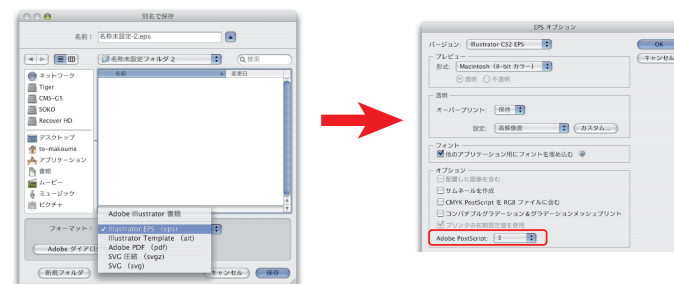 別名で保存
名前：
名称未設定-2.eps
名称未設定フォルダ 2
検索
ネットワーク
Tiger
CMS-G5
SOKO
Recover HD
デスクトップ
to-makoume
アプリケーション
書類
ムービー
ミュージック
ピクチャ
名前
変更日
フォーマット：
Adobe Illustrator 書類
✓ Illustrator EPS (eps)
Illustrator Template (ait)
Adobe PDF (pdf)
SVG 圧縮 (svgz)
SVG (svg)
Adobe ダイアロ
新規フォルダ
キャンセル
保存
EPS オプション
バージョン: Illustrator CS2 EPS
OK
キャンセル
プレビュー
形式: Macintosh (8-bit カラー)
透明 不透明
透明
オーバープリント: 保持
設定: 高解像度 カスタム...
フォント
他のアプリケーション用にフォントを埋め込む
オプション
配置した画像を含む
サムネールを作成
CMYK PostScript を RGB ファイルに含む
コンパチブルグラデーション＆グラデーションメッシュプリント
プリンタの初期設定値を使用
Adobe PostScript: 3